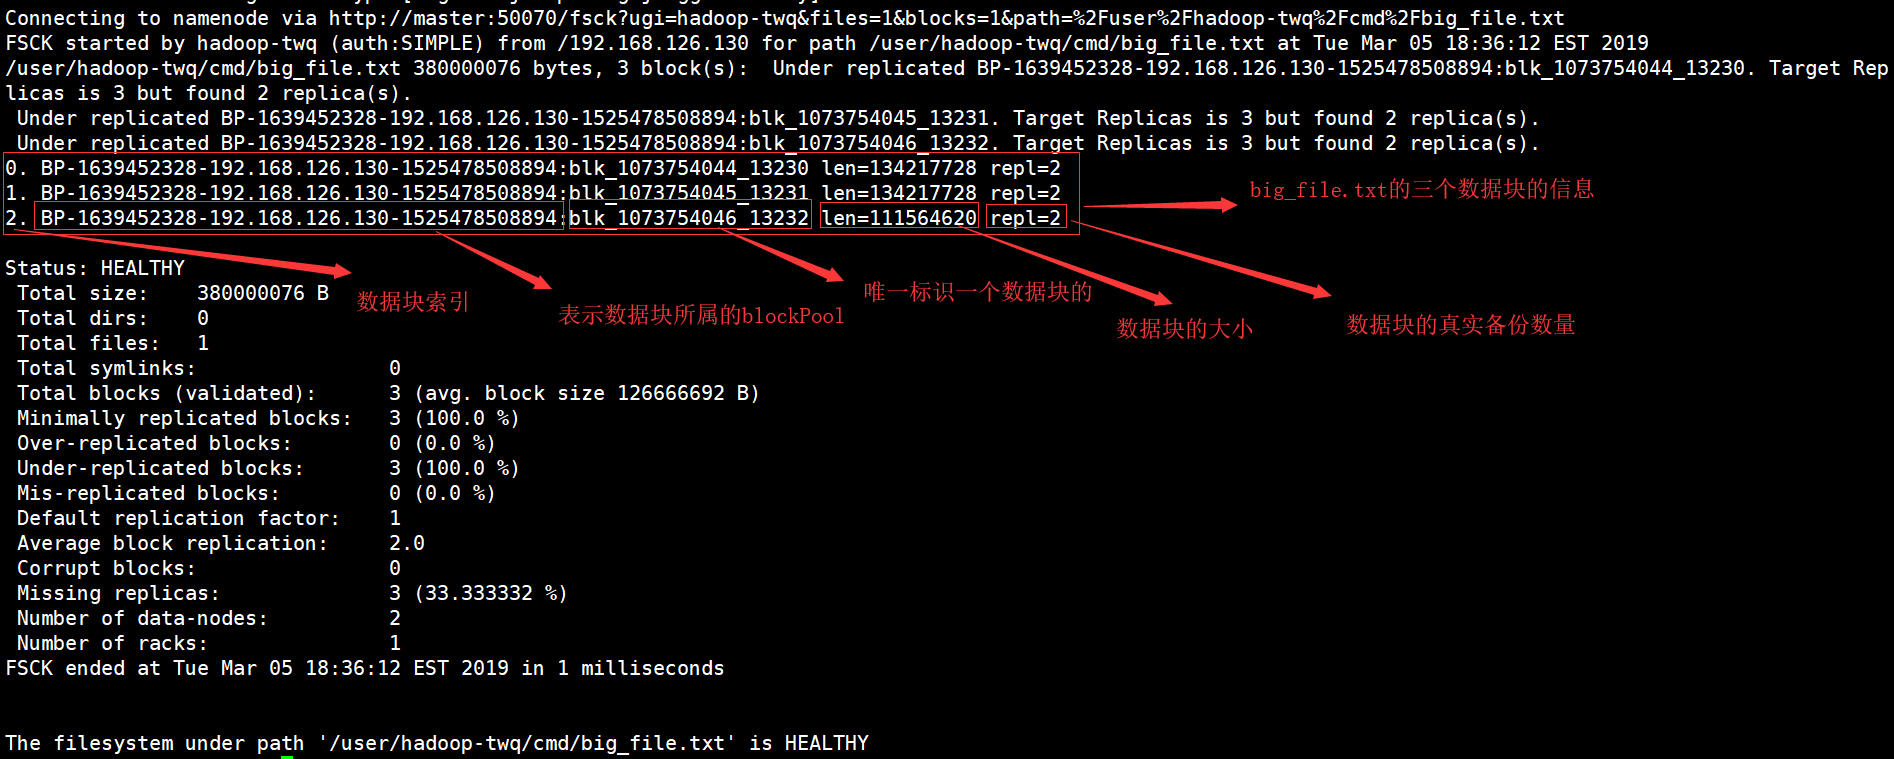 Connecting to namenode via http://master:50070/fsck?ugi=hadoop-twq&files=1&blocks=1&path=%2Fuser%2Fhadoop-twq%2Fcmd%2Fbig_file.txt
FSCK started by hadoop-twq (auth:SIMPLE) from /192.168.126.130 for path /user/hadoop-twq/cmd/big_file.txt at Tue Mar 05 18:36:12 EST 2019
/user/hadoop-twq/cmd/big_file.txt 380000076 bytes, 3 block(s):  Under replicated BP-1639452328-192.168.126.130-1525478508894:blk_1073754044_13230. Target Rep
licas is 3 but found 2 replica(s).
Under replicated BP-1639452328-192.168.126.130-1525478508894:blk_1073754045_13231. Target Replicas is 3 but found 2 replica(s).
Under replicated BP-1639452328-192.168.126.130-1525478508894:blk_1073754046_13232. Target Replicas is 3 but found 2 replica(s).
0. BP-1639452328-192.168.126.130-1525478508894:blk_1073754044_13230 len=134217728 repl=2
1. BP-1639452328-192.168.126.130-1525478508894:blk_1073754045_13231 len=134217728 repl=2
big_file.txt的三个数据块的信息
2. BP-1639452328-192.168.126.130-1525478508894:blk_1073754046_13232 len=111564620 repl=2
Status: HEALTHY
Total size: 380000076 B
数据块索引
表示数据块所属的blockPool
唯一标识一个数据块的
数据块的大小
数据块的真实备份数量
Total dirs: 0
Total files: 1
Total symlinks: 0
Total blocks (validated): 3 (avg. block size 126666692 B)
Minimally replicated blocks: 3 (100.0 %)
Over-replicated blocks: 0 (0.0 %)
Under-replicated blocks: 3 (100.0 %)
Mis-replicated blocks: 0 (0.0 %)
Default replication factor: 1
Average block replication: 2.0
Corrupt blocks: 0
Missing replicas: 3 (33.333332 %)
Number of data-nodes: 2
Number of racks: 1
FSCK ended at Tue Mar 05 18:36:12 EST 2019 in 1 milliseconds
The filesystem under path '/user/hadoop-twq/cmd/big_file.txt' is HEALTHY